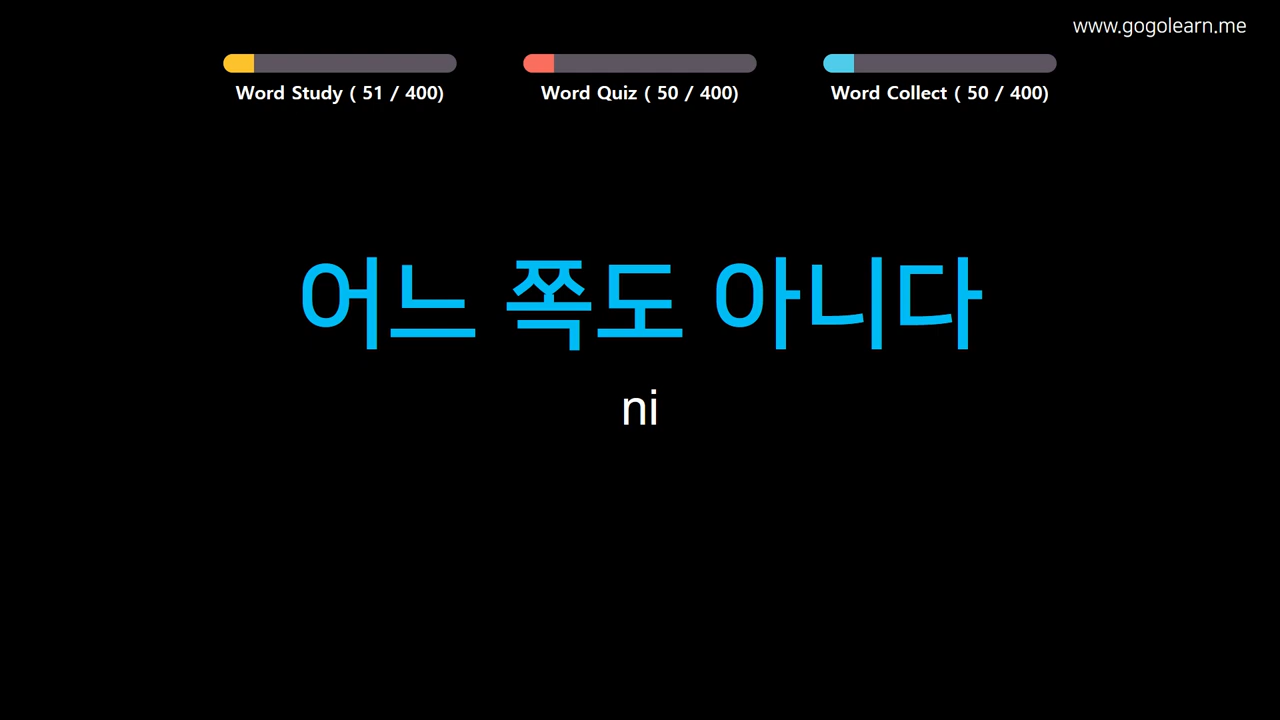 www.gogolearn.me
Word Study ( 51 / 400)
Word Quiz ( 50 / 400)
Word Collect ( 50 / 400)
어느 쪽도 아니다
ni